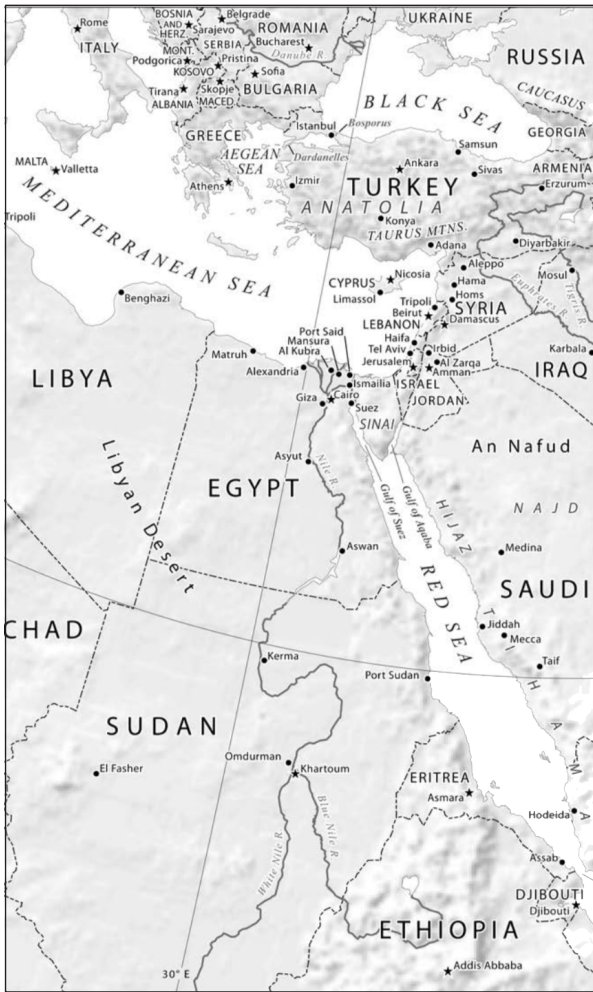 BOSNIA
AND
HERZ.
Sarajevo
Belgrade
ROMANIA
Bucharest
Danube R.
UKRAINE
RUSSIA
Rome
ITALY
MONT.
Podgorica
SERBIA
KOSOVO
Pristina
Sofia
BULGARIA
Tirana
ALBANIA
Skopje
MACED.
BLACK SEA
CAUCASUS
GEORGIA
GREECE
Istanbul
Bosporus
AEGEAN
SEA
Dardanelles
Samsun
MALTA
Valletta
Athens
Izmir
Ankara
Sivas
ARMENIA
Erzurum
TURKEY
ANATOLIA
Konya
TAURUS MTNS.
Adana
Diyarbakir
Tripoli
MEDITERRANEAN SEA
Aleppo
Mosul
Euphrates R.
Tigris R
CYPRUS
Nicosia
Limassol
Hama
Homs
SYRIA
Tripoli
Beirut
LEBANON
Damascus
Benghazi
Port Said
Mansura
Al Kubra
Haifa
Tel Aviv
Jerusalem
Irbid
Al Zarqa
Amman
Karbala
IRAQ
Matruh
Alexandria
Ismailia
ISRAEL
JORDAN
Giza
Cairo
Suez
SINAI
LIBYA
Libyan Desert
Asyut
Nile R
EGYPT
An Nafud
NAJD
Gulf of Suez
Gulf of Aqaba
HIJAZ
Aswan
Medina
RED SEA
SAUDI
CHAD
Jiddah
Mecca
Taif
TIHAMA
Kerma
Port Sudan
SUDAN
Omdurman
Khartoum
El Fasher
ERITREA
Asmara
Hodeida
White Nile R
Blue Nile R
Assab
DJIBOUTI
Djibouti
ETHIOPIA
30° E
Addis Abbaba